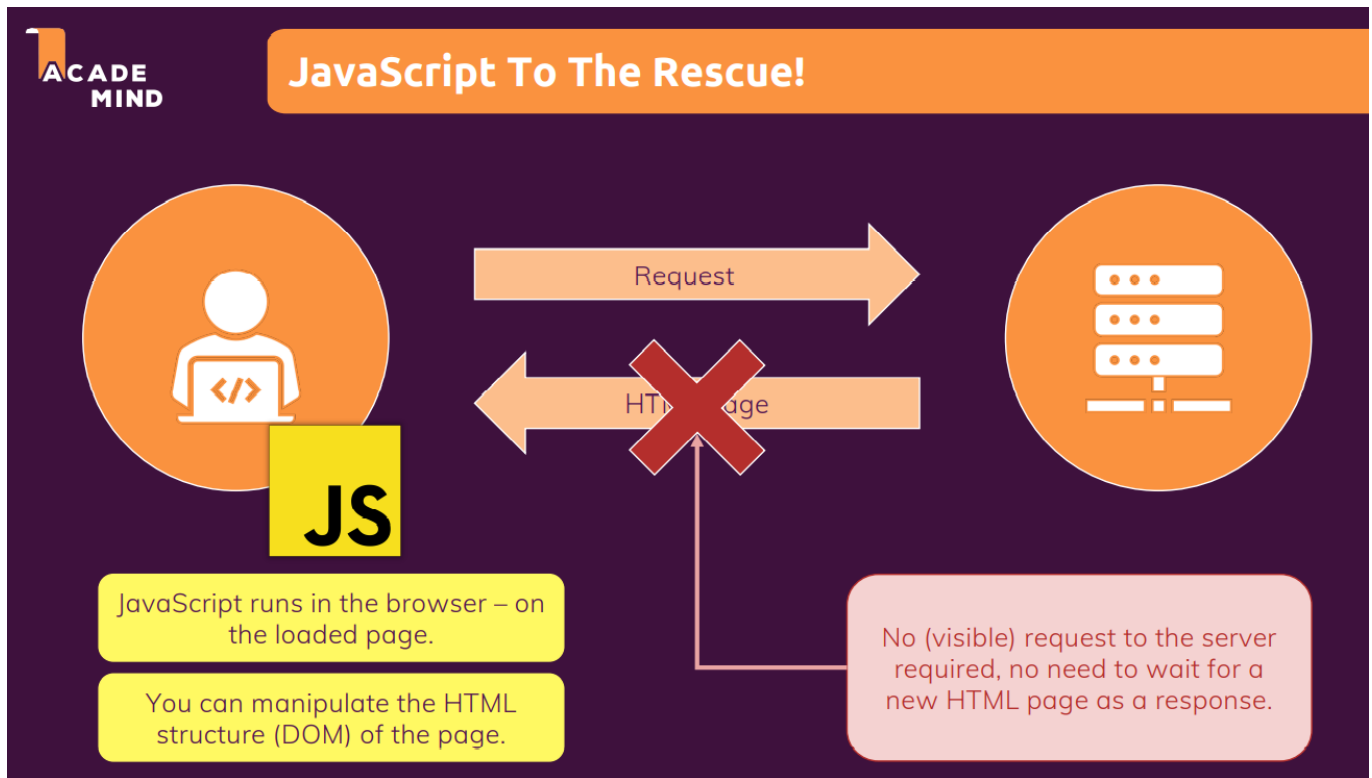 ACADE
MIND
JavaScript To The Rescue!
Request
HT age
</>
JS
JavaScript runs in the browser – on
the loaded page.
You can manipulate the HTML
structure (DOM) of the page.
No (visible) request to the server
required, no need to wait for a
new HTML page as a response.